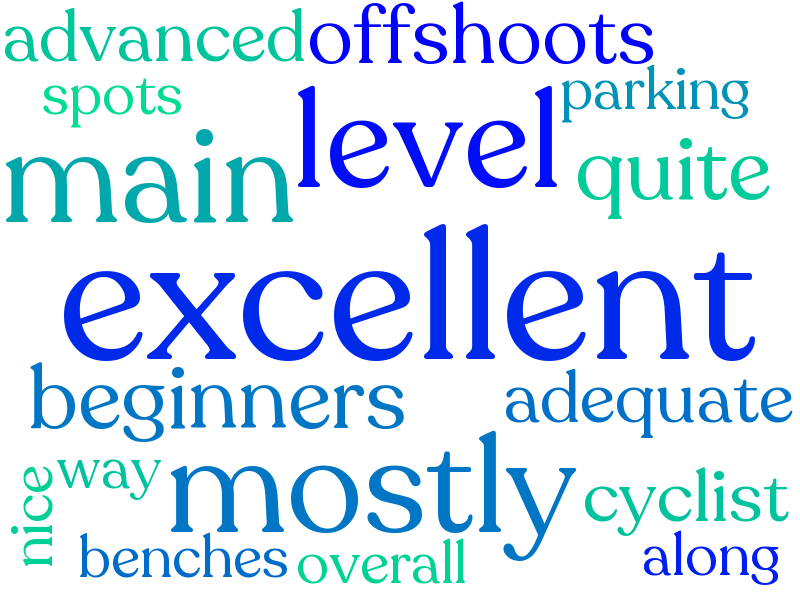 advanced offshoots
spots
parking
level
main
quite
excellent
beginners
adequate
mostly
way
nice
cyclist
benches
overall
along